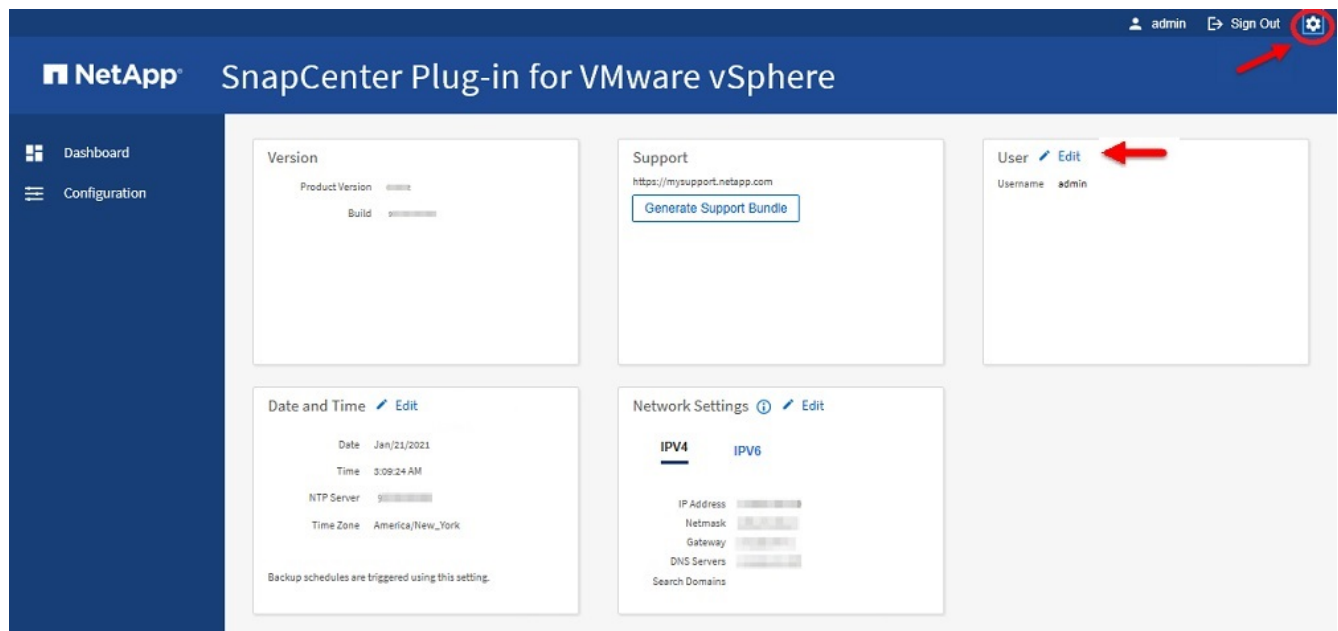 admin Sign Out
NetApp SnapCenter Plug-in for VMware vSphere
Dashboard
Configuration
Version
Product Version
Build
Support
https://mysupport.netapp.com
Generate Support Bundle
User Edit
Username admin
Date and Time Edit
Date Jan/21/2021
Time 5:09:24 AM
NTP Server
Time Zone America/New_York
Backup schedules are triggered using this setting.
Network Settings Edit
IPV4 IPV6
IP Address
Netmask
Gateway
DNS Servers
Search Domains